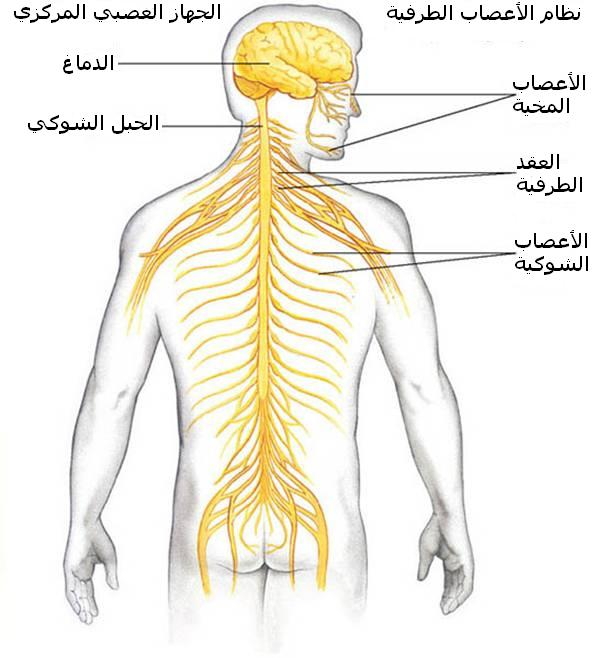 نظام الأعصاب الطرفية
الجهاز العصبي المركزي
الدماغ
الحبل الشوكي
الأعصاب
المخية
العقد
الطرفية
الأعصاب
الشوكية